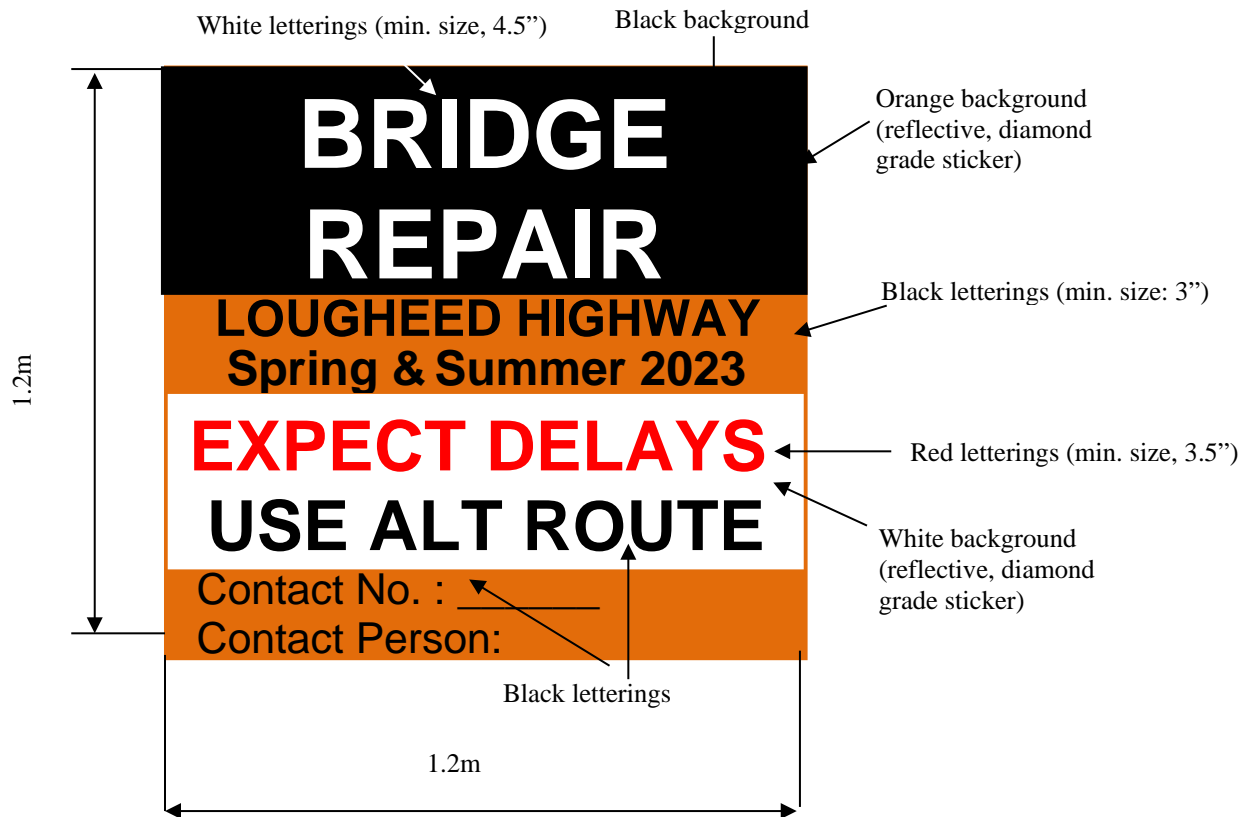 White letterings (min. size, 4.5”)
Black background
BRIDGE
REPAIR
Orange background
(reflective, diamond
grade sticker)
LOUGHEED HIGHWAY
Spring & Summer 2023
Black letterings (min. size: 3”)
1.2m
EXPECT DELAYS
Red letterings (min. size, 3.5”)
USE ALT ROUTE
White background
(reflective, diamond
grade sticker)
Contact No. : _________
Contact Person:
Black letterings
1.2m